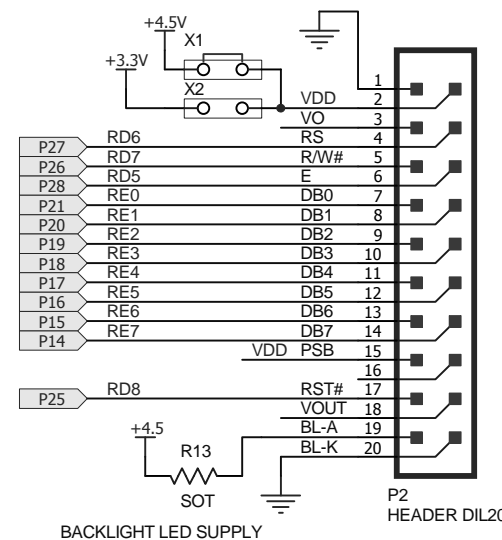 +4.5V
X1
+3.3V
X2
1
VDD 2
VO 3
P27 RD6 RS 4
P26 RD7 R/W# 5
P28 RD5 E 6
P21 RE0 DB0 7
P20 RE1 DB1 8
P19 RE2 DB2 9
P18 RE3 DB3 10
P17 RE4 DB4 11
P16 RE5 DB5 12
P15 RE6 DB6 13
P14 RE7 DB7 14
VDD PSB 15
16
P25 RD8 RST# 17
VOUT 18
+4.5 BL-A 19
R13 BL-K 20
SOT
P2
HEADER DIL20
BACKLIGHT LED SUPPLY